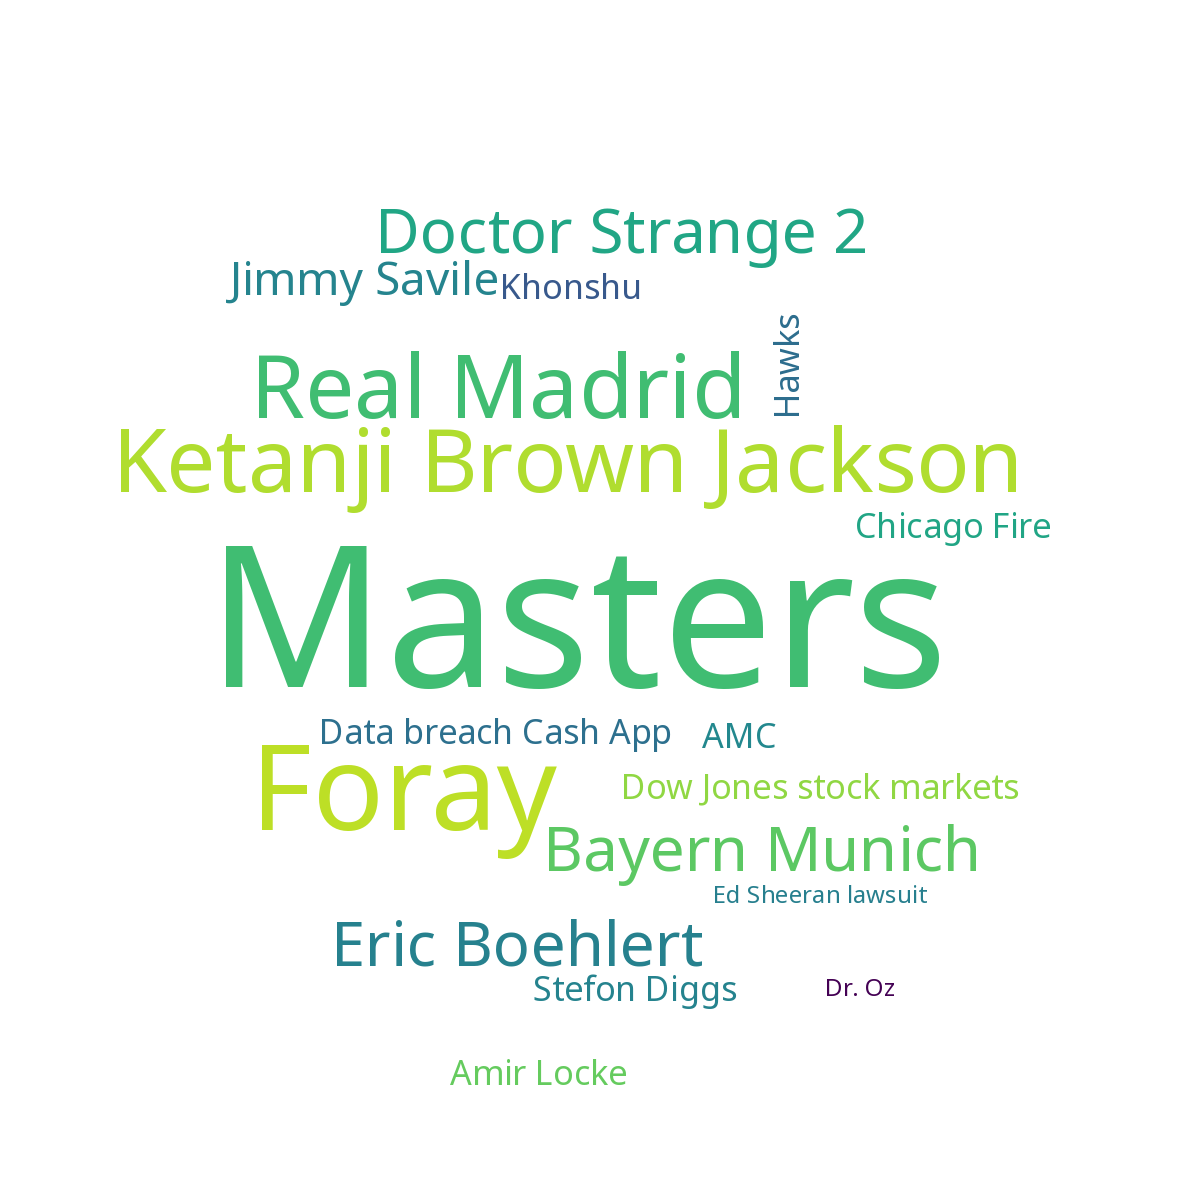 Doctor Strange 2
Jimmy Savile
Khonshu
Hawks
Real Madrid
Ketanji Brown Jackson
Chicago Fire
Masters
Data breach Cash App
AMC
Foray
Dow Jones stock markets
Bayern Munich
Ed Sheeran lawsuit
Eric Boehlert
Stefon Diggs
Dr. Oz
Amir Locke